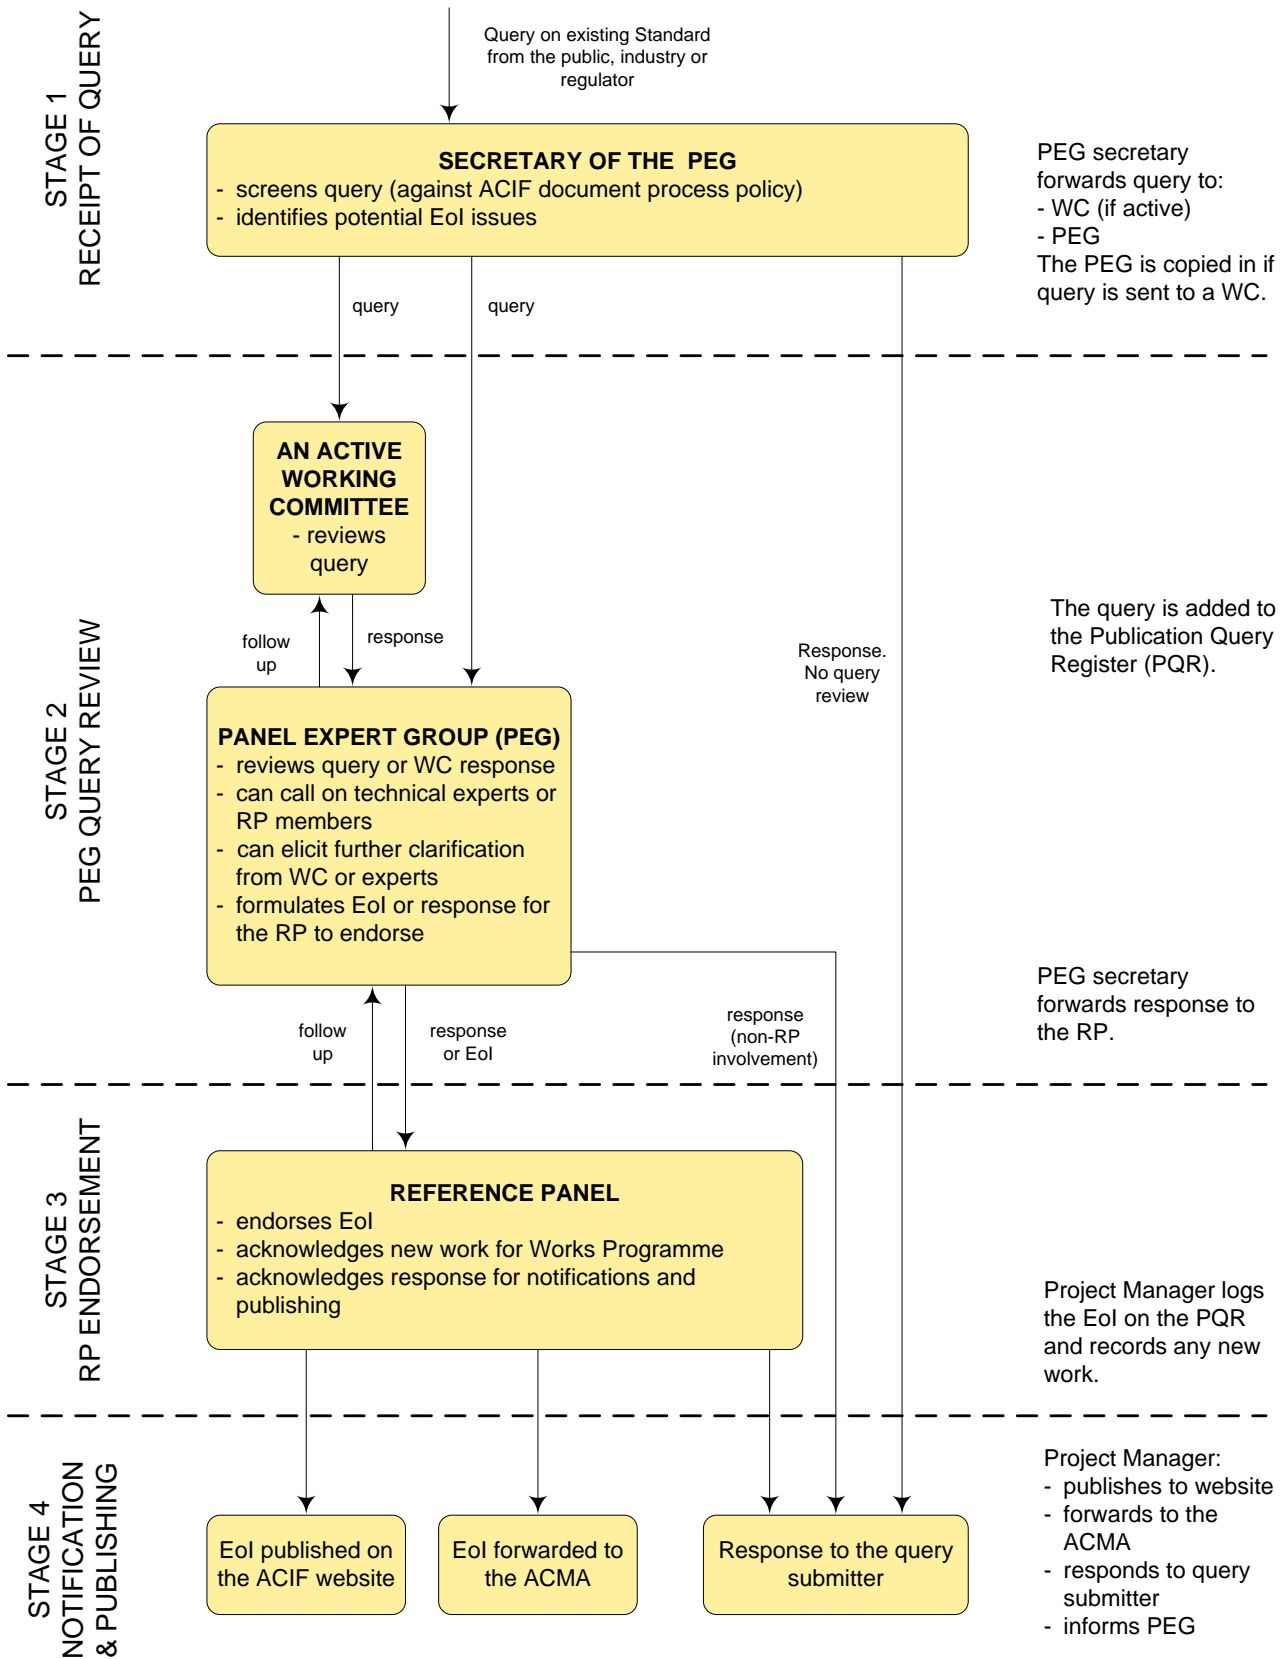 STAGE 1
RECEIPT OF QUERY
Query on existing Standard
from the public, industry or
regulator
SECRETARY OF THE PEG
- screens query (against ACIF document process policy)
- identifies potential EoI issues
PEG secretary
forwards query to:
- WC (if active)
- PEG
The PEG is copied in if
query is sent to a WC.
query
query
STAGE 2
PEG QUERY REVIEW
AN ACTIVE
WORKING
COMMITTEE
- reviews
query
follow
up
response
Response.
No query
review
The query is added to
the Publication Query
Register (PQR).
PANEL EXPERT GROUP (PEG)
- reviews query or WC response
- can call on technical experts or
RP members
- can elicit further clarification
from WC or experts
- formulates EoI or response for
the RP to endorse
PEG secretary
forwards response to
the RP.
follow
up
response
or EoI
response
(non-RP
involvement)
STAGE 3
RP ENDORSEMENT
REFERENCE PANEL
- endorses EoI
- acknowledges new work for Works Programme
- acknowledges response for notifications and
publishing
Project Manager logs
the EoI on the PQR
and records any new
work.
STAGE 4
NOTIFICATION
& PUBLISHING
EoI published on
the ACIF website
EoI forwarded to
the ACMA
Response to the query
submitter
Project Manager:
- publishes to website
- forwards to the
ACMA
- responds to query
submitter
- informs PEG